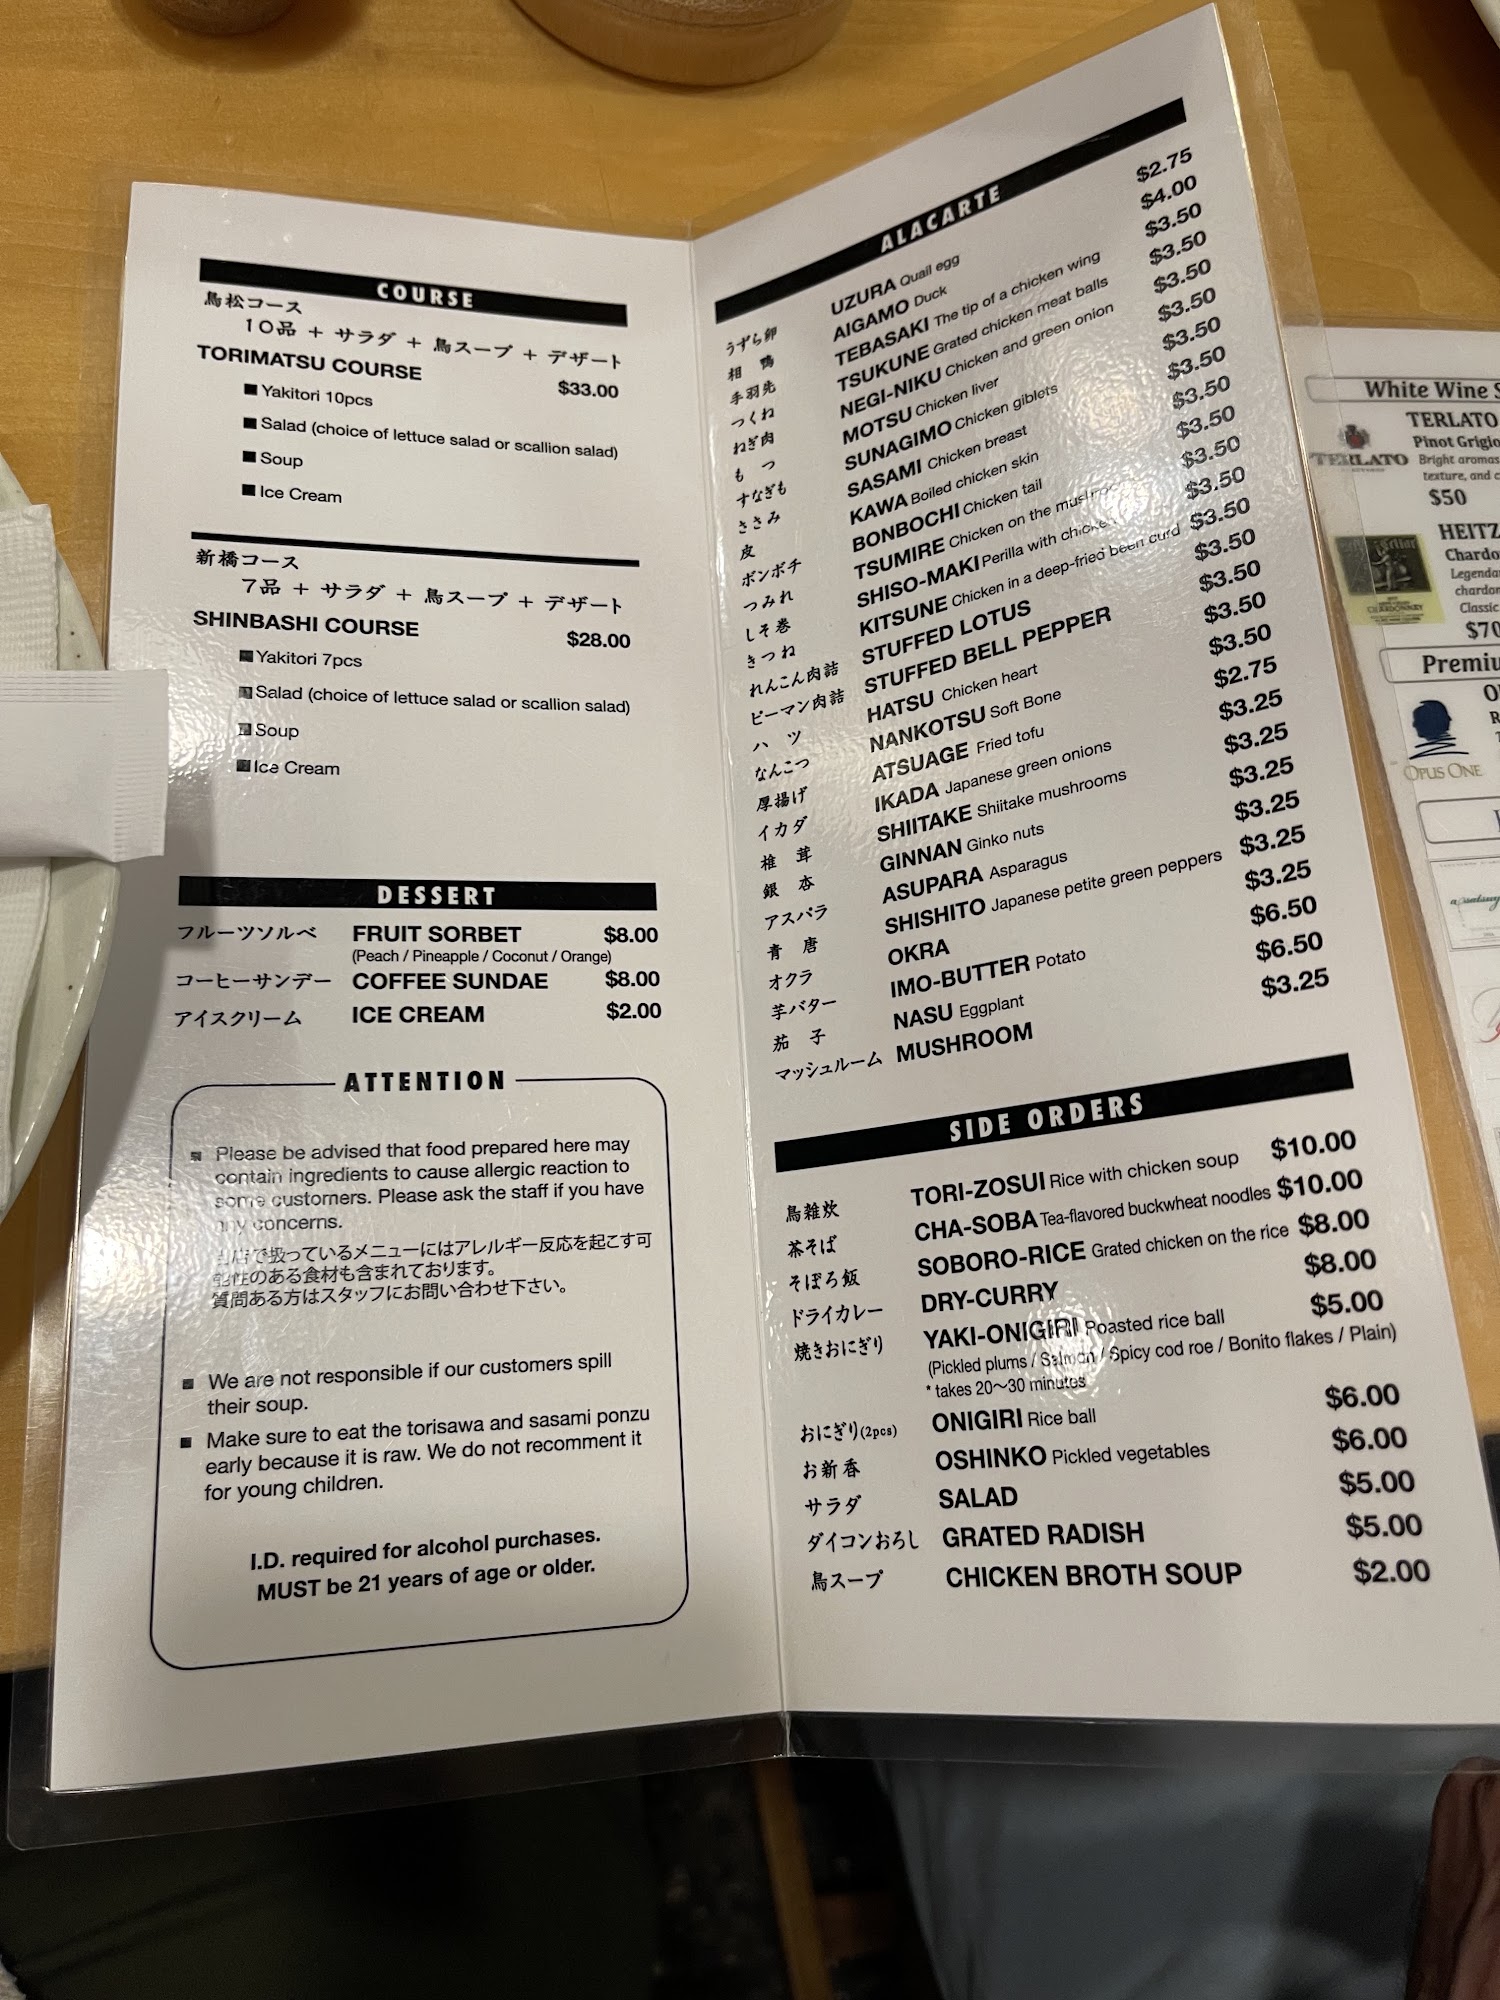 COURSE
鳥松コース
10品 + サラダ + 鳥スープ + デザート
TORIMATSU COURSE $33.00
■ Yakitori 10pcs
■ Salad (choice of lettuce salad or scallion salad)
■ Soup
■ Ice Cream
新橋コース
7品 + サラダ + 鳥スープ + デザート
SHINBASHI COURSE $28.00
■ Yakitori 7pcs
■ Salad (choice of lettuce salad or scallion salad)
■ Soup
■ Ice Cream
DESSERT
フルーツソルベ FRUIT SORBET $8.00
(Peach / Pineapple / Coconut / Orange)
コーヒーサンデー COFFEE SUNDAE $8.00
アイスクリーム ICE CREAM $2.00
ATTENTION
■ Please be advised that food prepared here may
contain ingredients to cause allergic reaction to
some customers. Please ask the staff if you have
any concerns.
当店で扱っているメニューにはアレルギー反応を起こす可
能性のある食材も含まれております。
質問ある方はスタッフにお問い合わせ下さい。
■ We are not responsible if our customers spill
their soup.
■ Make sure to eat the torisawa and sasami ponzu
early because it is raw. We do not recomment it
for young children.
I.D. required for alcohol purchases.
MUST be 21 years of age or older.
ALACARTE
うずら卵 UZURA Quail egg $2.75
相鴨 AIGAMO Duck $4.00
手羽先 TEBASAKI The tip of a chicken wing $3.50
つくね TSUKUNE Grated chicken meat balls $3.50
ねぎ肉 NEGI-NIKU Chicken and green onion $3.50
もつ MOTSU Chicken liver $3.50
すなぎも SUNAGIMO Chicken giblets $3.50
ささみ SASAMI Chicken breast $3.50
皮 KAWA Boiled chicken skin $3.50
ボンボチ BONBOCHI Chicken tail $3.50
つみれ TSUMIRE Chicken on the mushroom $3.50
しそ巻 SHISO-MAKI Perilla with chicken $3.50
きつね KITSUNE Chicken in a deep-fried been curd $3.50
れんこん肉詰 STUFFED LOTUS $3.50
ピーマン肉詰 STUFFED BELL PEPPER $3.50
ハツ HATSU Chicken heart $3.50
なんこつ NANKOTSU Soft Bone $3.50
厚揚げ ATSUAGE Fried tofu $2.75
イカダ IKADA Japanese green onions $3.25
椎茸 SHIITAKE Shiitake mushrooms $3.25
銀杏 GINNAN Ginko nuts $3.25
アスパラ ASUPARA Asparagus $3.25
青唐 SHISHITO Japanese petite green peppers $3.25
オクラ OKRA $3.25
芋バター IMO-BUTTER Potato $6.50
茄子 NASU Eggplant $6.50
マッシュルーム MUSHROOM $3.25
SIDE ORDERS
鳥雑炊 TORI-ZOSUI Rice with chicken soup $10.00
茶そば CHA-SOBA Tea-flavored buckwheat noodles $10.00
そぼろ飯 SOBORO-RICE Grated chicken on the rice $8.00
ドライカレー DRY-CURRY $8.00
焼きおにぎり YAKI-ONIGIRI Roasted rice ball $5.00
(Pickled plums / Salmon / Spicy cod roe / Bonito flakes / Plain)
* takes 20〜30 minutes
おにぎり(2pcs) ONIGIRI Rice ball $6.00
お新香 OSHINKO Pickled vegetables $6.00
サラダ SALAD $5.00
ダイコンおろし GRATED RADISH $5.00
鳥スープ CHICKEN BROTH SOUP $2.00
White Wine S
TERLATO
TERLATO
Pinot Grigio
Bright aromas
texture, and c
$50
HEITZ
Chardo
Legenda
chardon
Classic
$70
Premiu
OPUS ONE